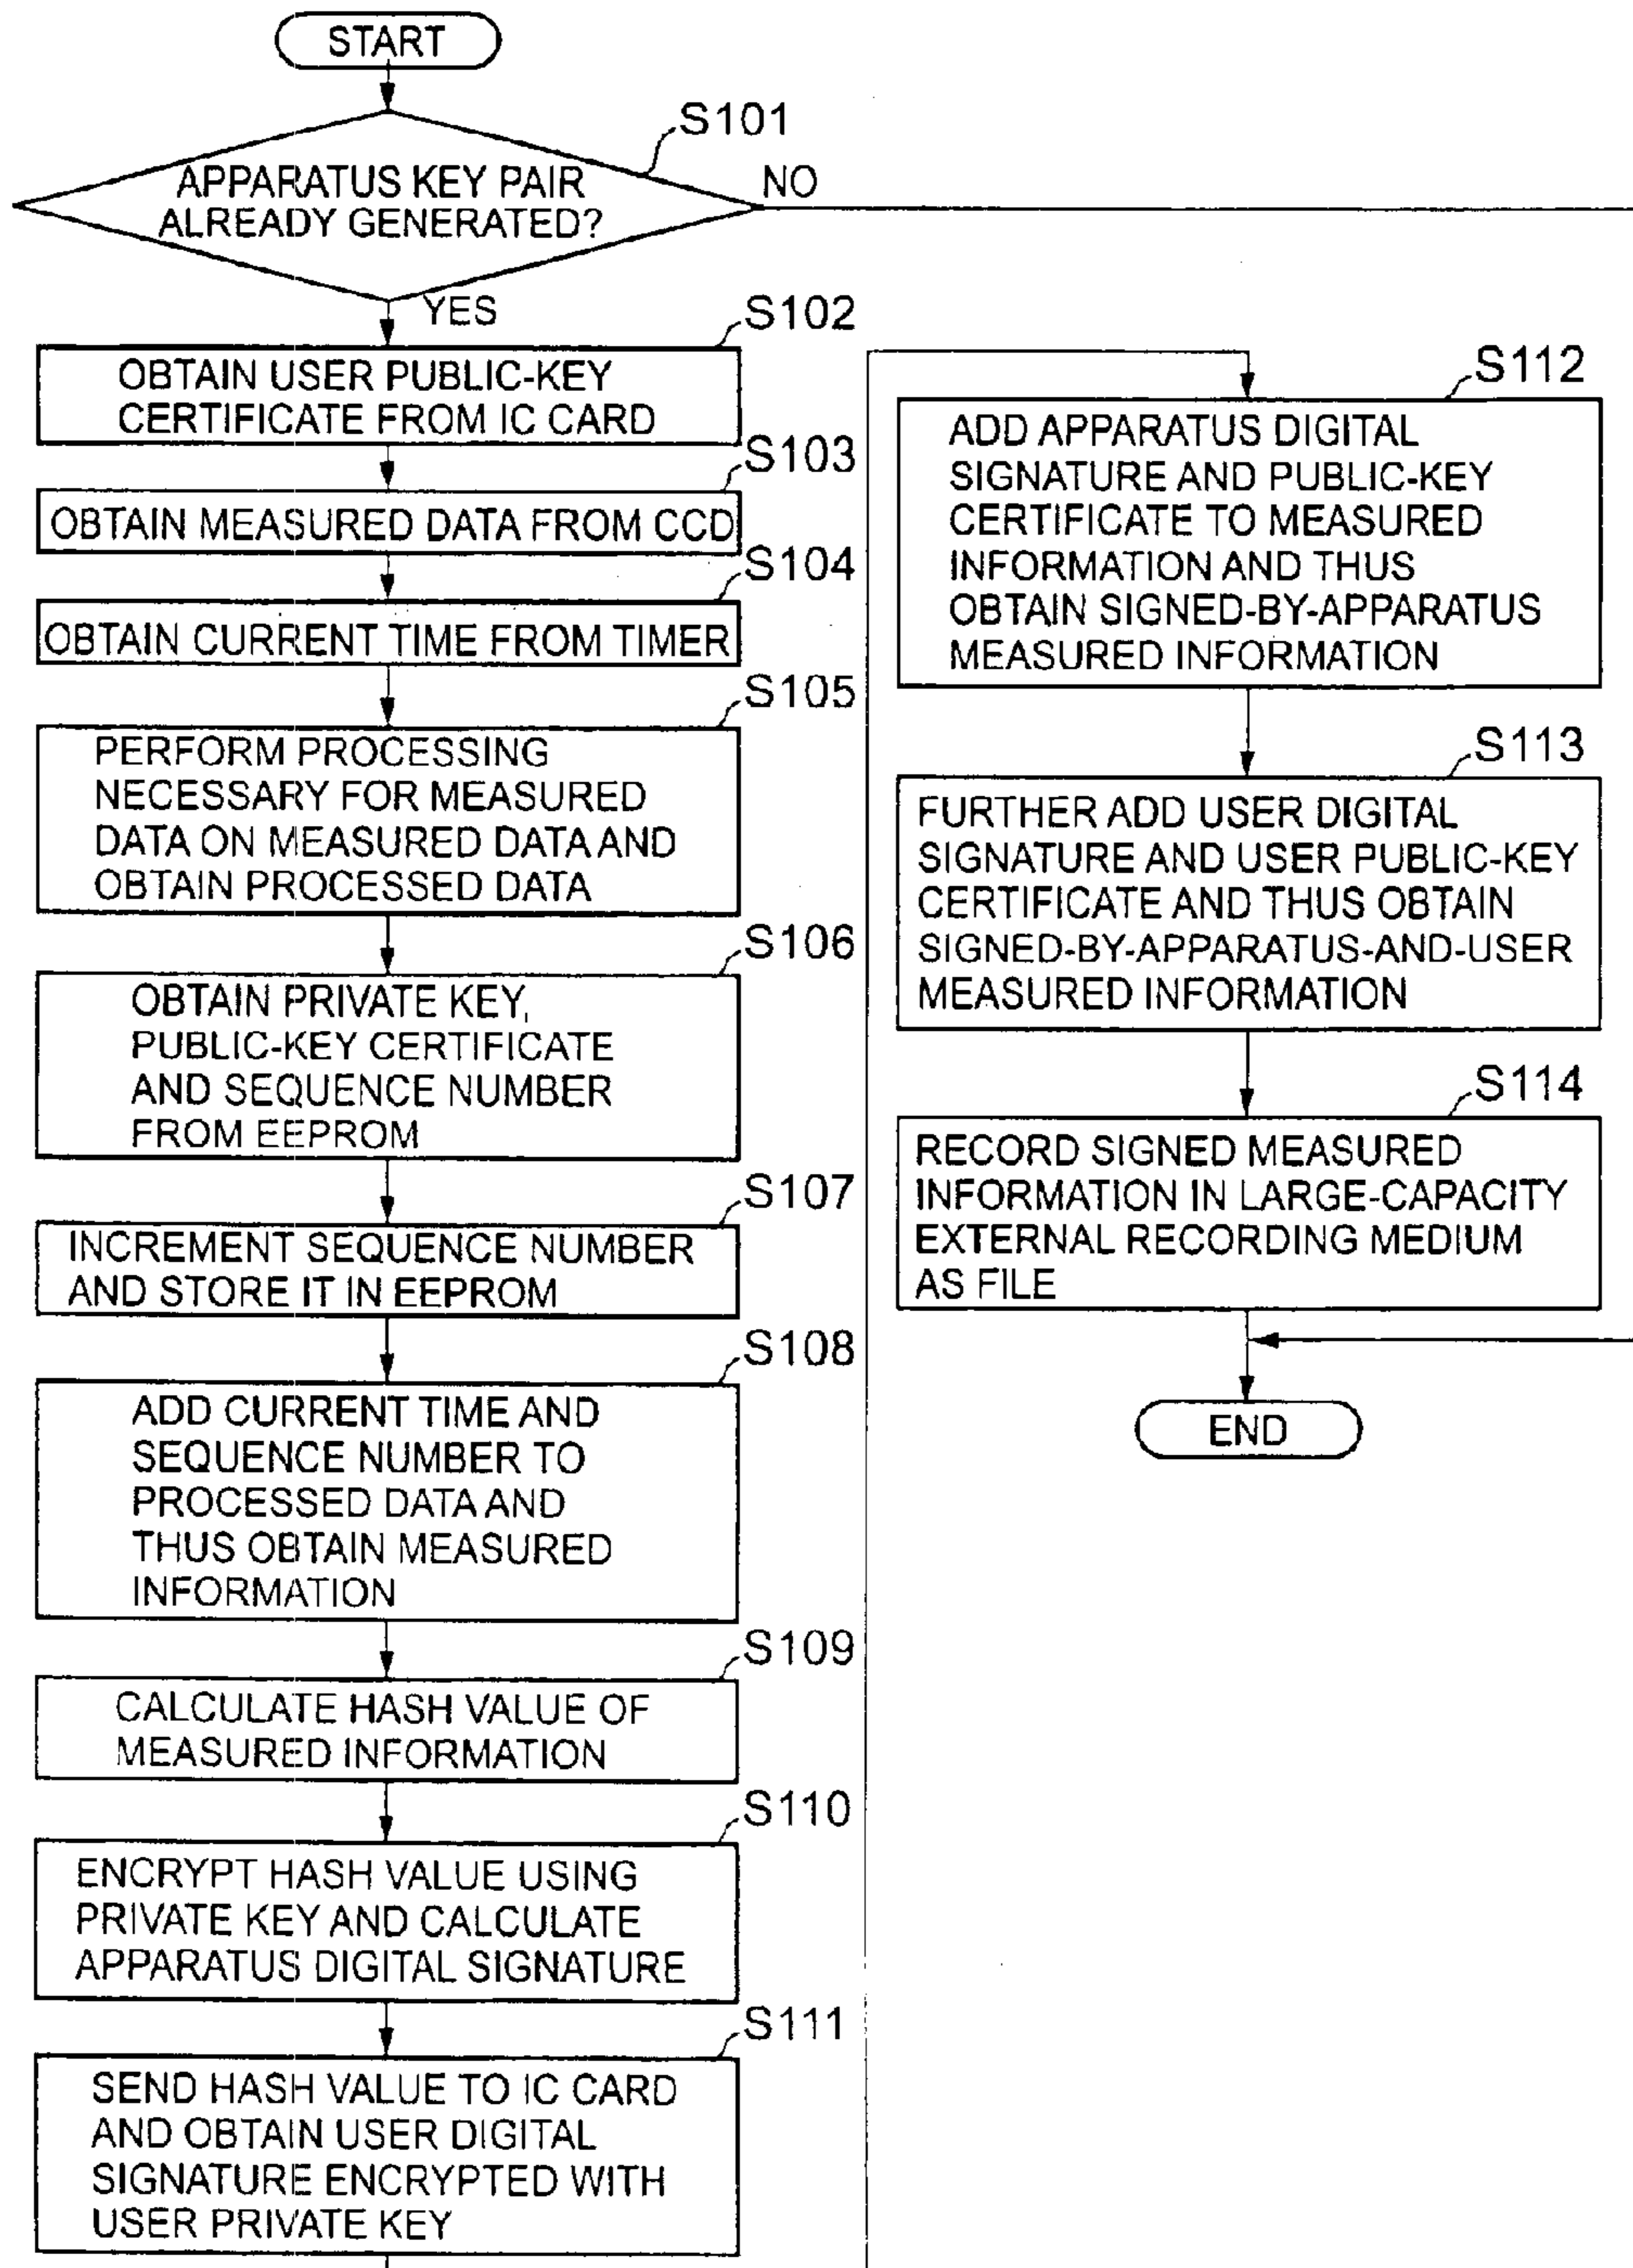 START
S101
APPARATUS KEY PAIR
ALREADY GENERATED?
NO
YES
S102
OBTAIN USER PUBLIC-KEY
CERTIFICATE FROM IC CARD
S103
OBTAIN MEASURED DATA FROM CCD
S104
OBTAIN CURRENT TIME FROM TIMER
S105
PERFORM PROCESSING
NECESSARY FOR MEASURED
DATA ON MEASURED DATA AND
OBTAIN PROCESSED DATA
S106
OBTAIN PRIVATE KEY,
PUBLIC-KEY CERTIFICATE
AND SEQUENCE NUMBER
FROM EEPROM
S107
INCREMENT SEQUENCE NUMBER
AND STORE IT IN EEPROM
S108
ADD CURRENT TIME AND
SEQUENCE NUMBER TO
PROCESSED DATA AND
THUS OBTAIN MEASURED
INFORMATION
S109
CALCULATE HASH VALUE OF
MEASURED INFORMATION
S110
ENCRYPT HASH VALUE USING
PRIVATE KEY AND CALCULATE
APPARATUS DIGITAL SIGNATURE
S111
SEND HASH VALUE TO IC CARD
AND OBTAIN USER DIGITAL
SIGNATURE ENCRYPTED WITH
USER PRIVATE KEY
S112
ADD APPARATUS DIGITAL
SIGNATURE AND PUBLIC-KEY
CERTIFICATE TO MEASURED
INFORMATION AND THUS
OBTAIN SIGNED-BY-APPARATUS
MEASURED INFORMATION
S113
FURTHER ADD USER DIGITAL
SIGNATURE AND USER PUBLIC-KEY
CERTIFICATE AND THUS OBTAIN
SIGNED-BY-APPARATUS-AND-USER
MEASURED INFORMATION
S114
RECORD SIGNED MEASURED
INFORMATION IN LARGE-CAPACITY
EXTERNAL RECORDING MEDIUM
AS FILE
END